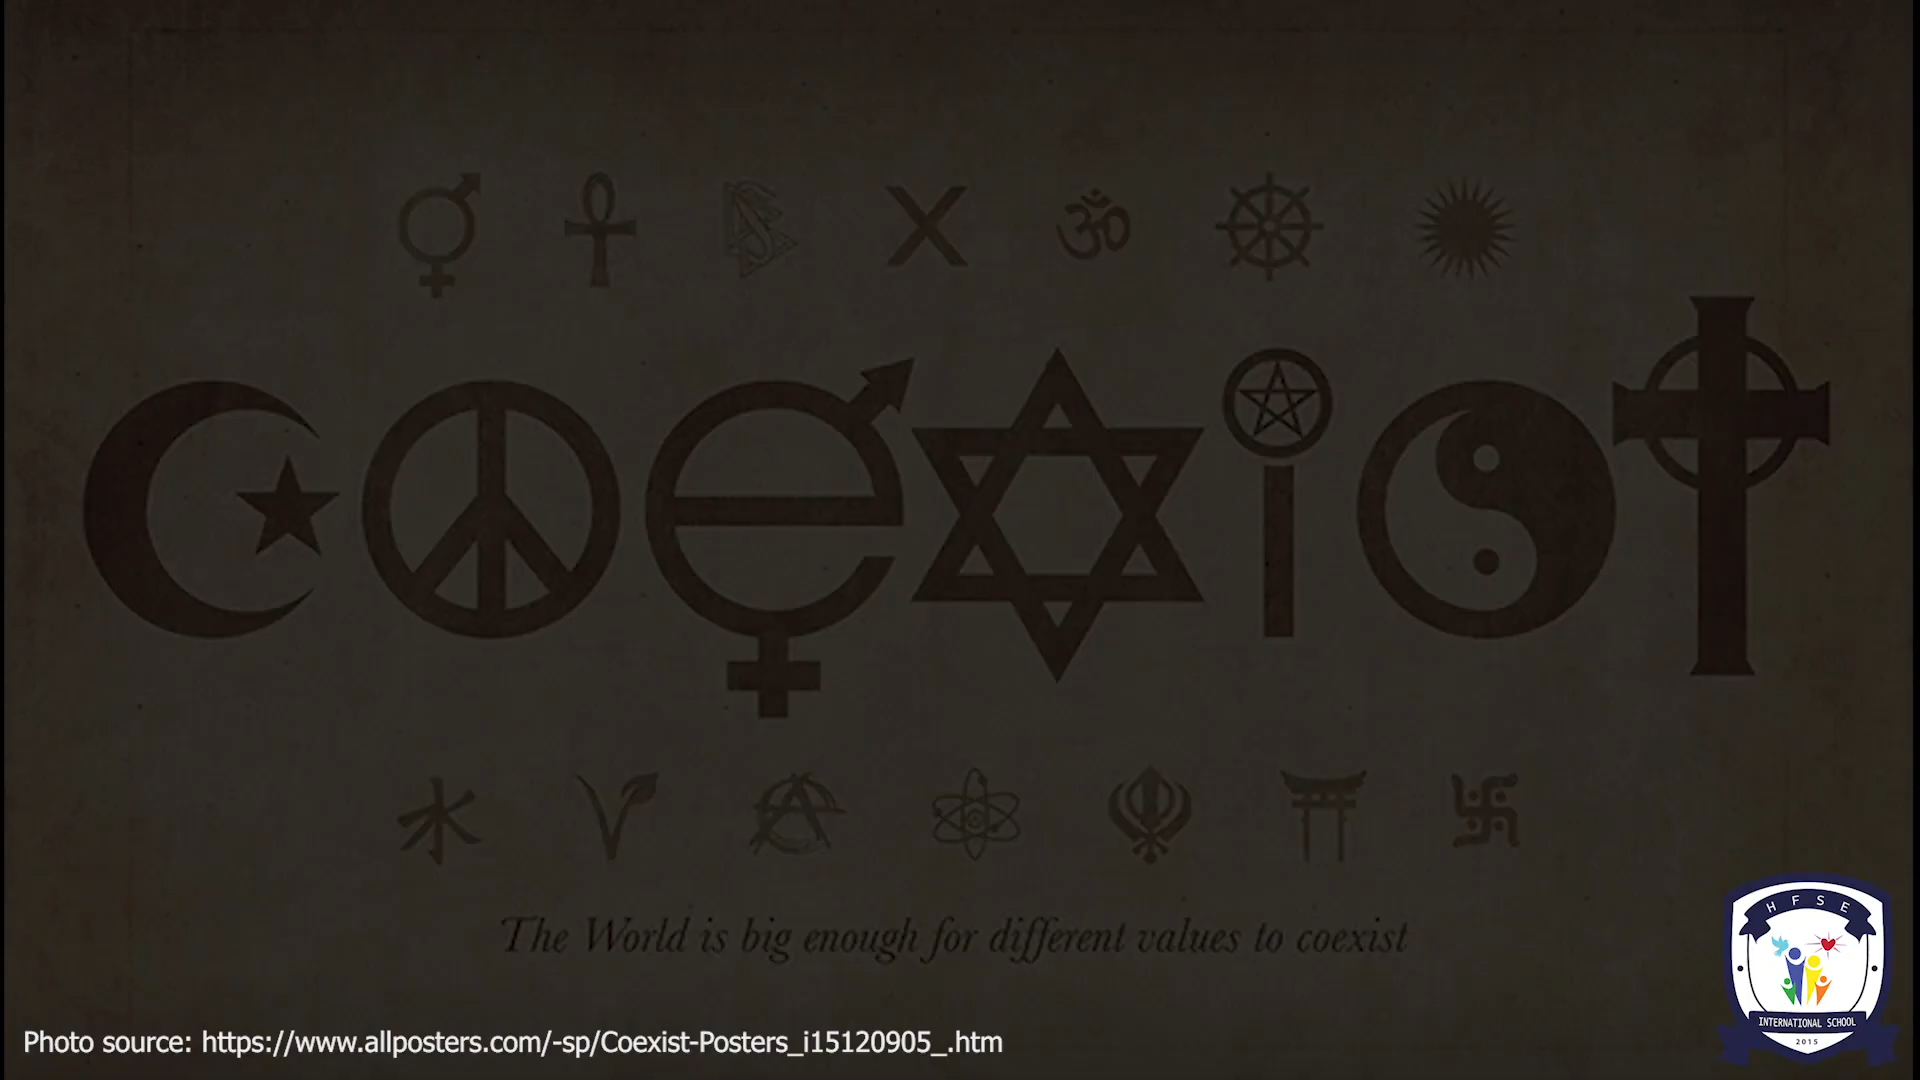 coexist
The World is big enough for different values to coexist
Photo source: https://www.allposters.com/-sp/Coexist-Posters_i15120905_.htm
HFSE
INTERNATIONAL SCHOOL
2015